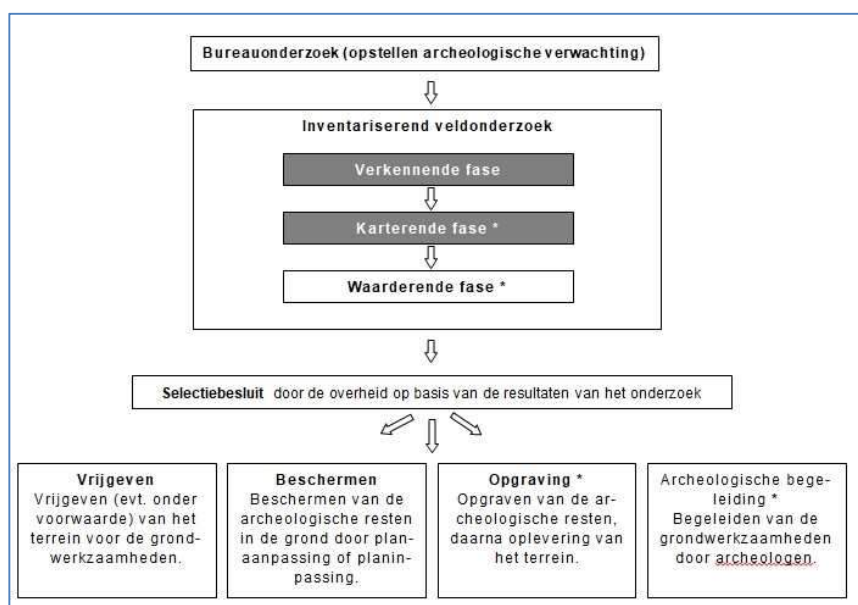 Bureauonderzoek (opstellen archeologische verwachting)
Inventariserend veldonderzoek
Verkennende fase
Karterende fase *
Waarderende fase *
Selectiebesluit door de overheid op basis van de resultaten van het onderzoek
Vrijgeven
Vrijgeven (evt. onder
voorwaarde) van het
terrein voor de grond-
werkzaamheden.
Beschermen
Beschermen van de
archeologische resten
in de grond door plan-
aanpassing of planin-
passing.
Opgraving *
Opgraven van de ar-
cheologische resten,
daarna oplevering van
het terrein.
Archeologische bege-
leiding *
Begeleiden van de
grondwerkzaamheden
door archeologen.